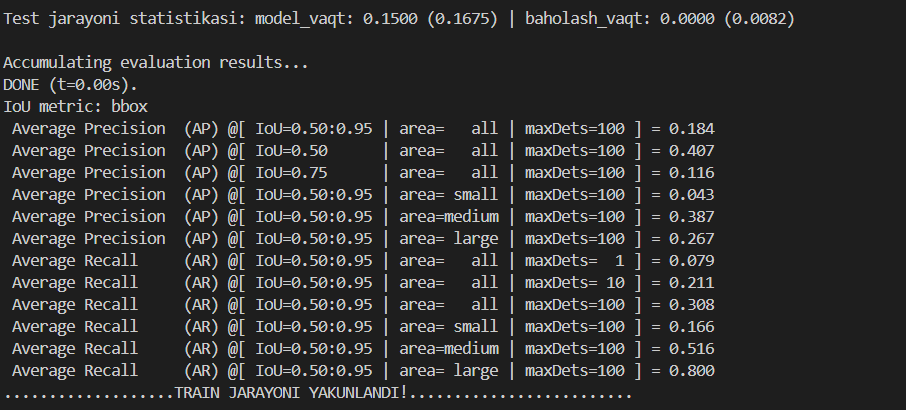 Test jarayoni statistikasi: model_vaqt: 0.1500 (0.1675) | baholash_vaqt: 0.0000 (0.0082)
Accumulating evaluation results...
DONE (t=0.00s).
IoU metric: bbox
 Average Precision  (AP) @[ IoU=0.50:0.95 | area=   all | maxDets=100 ] = 0.184
 Average Precision  (AP) @[ IoU=0.50      | area=   all | maxDets=100 ] = 0.407
 Average Precision  (AP) @[ IoU=0.75      | area=   all | maxDets=100 ] = 0.116
 Average Precision  (AP) @[ IoU=0.50:0.95 | area= small | maxDets=100 ] = 0.043
 Average Precision  (AP) @[ IoU=0.50:0.95 | area=medium | maxDets=100 ] = 0.387
 Average Precision  (AP) @[ IoU=0.50:0.95 | area= large | maxDets=100 ] = 0.267
 Average Recall     (AR) @[ IoU=0.50:0.95 | area=   all | maxDets=  1 ] = 0.079
 Average Recall     (AR) @[ IoU=0.50:0.95 | area=   all | maxDets= 10 ] = 0.211
 Average Recall     (AR) @[ IoU=0.50:0.95 | area=   all | maxDets=100 ] = 0.308
 Average Recall     (AR) @[ IoU=0.50:0.95 | area= small | maxDets=100 ] = 0.166
 Average Recall     (AR) @[ IoU=0.50:0.95 | area=medium | maxDets=100 ] = 0.516
 Average Recall     (AR) @[ IoU=0.50:0.95 | area= large | maxDets=100 ] = 0.800
...................TRAIN JARAYONI YAKUNLANDI!.........................